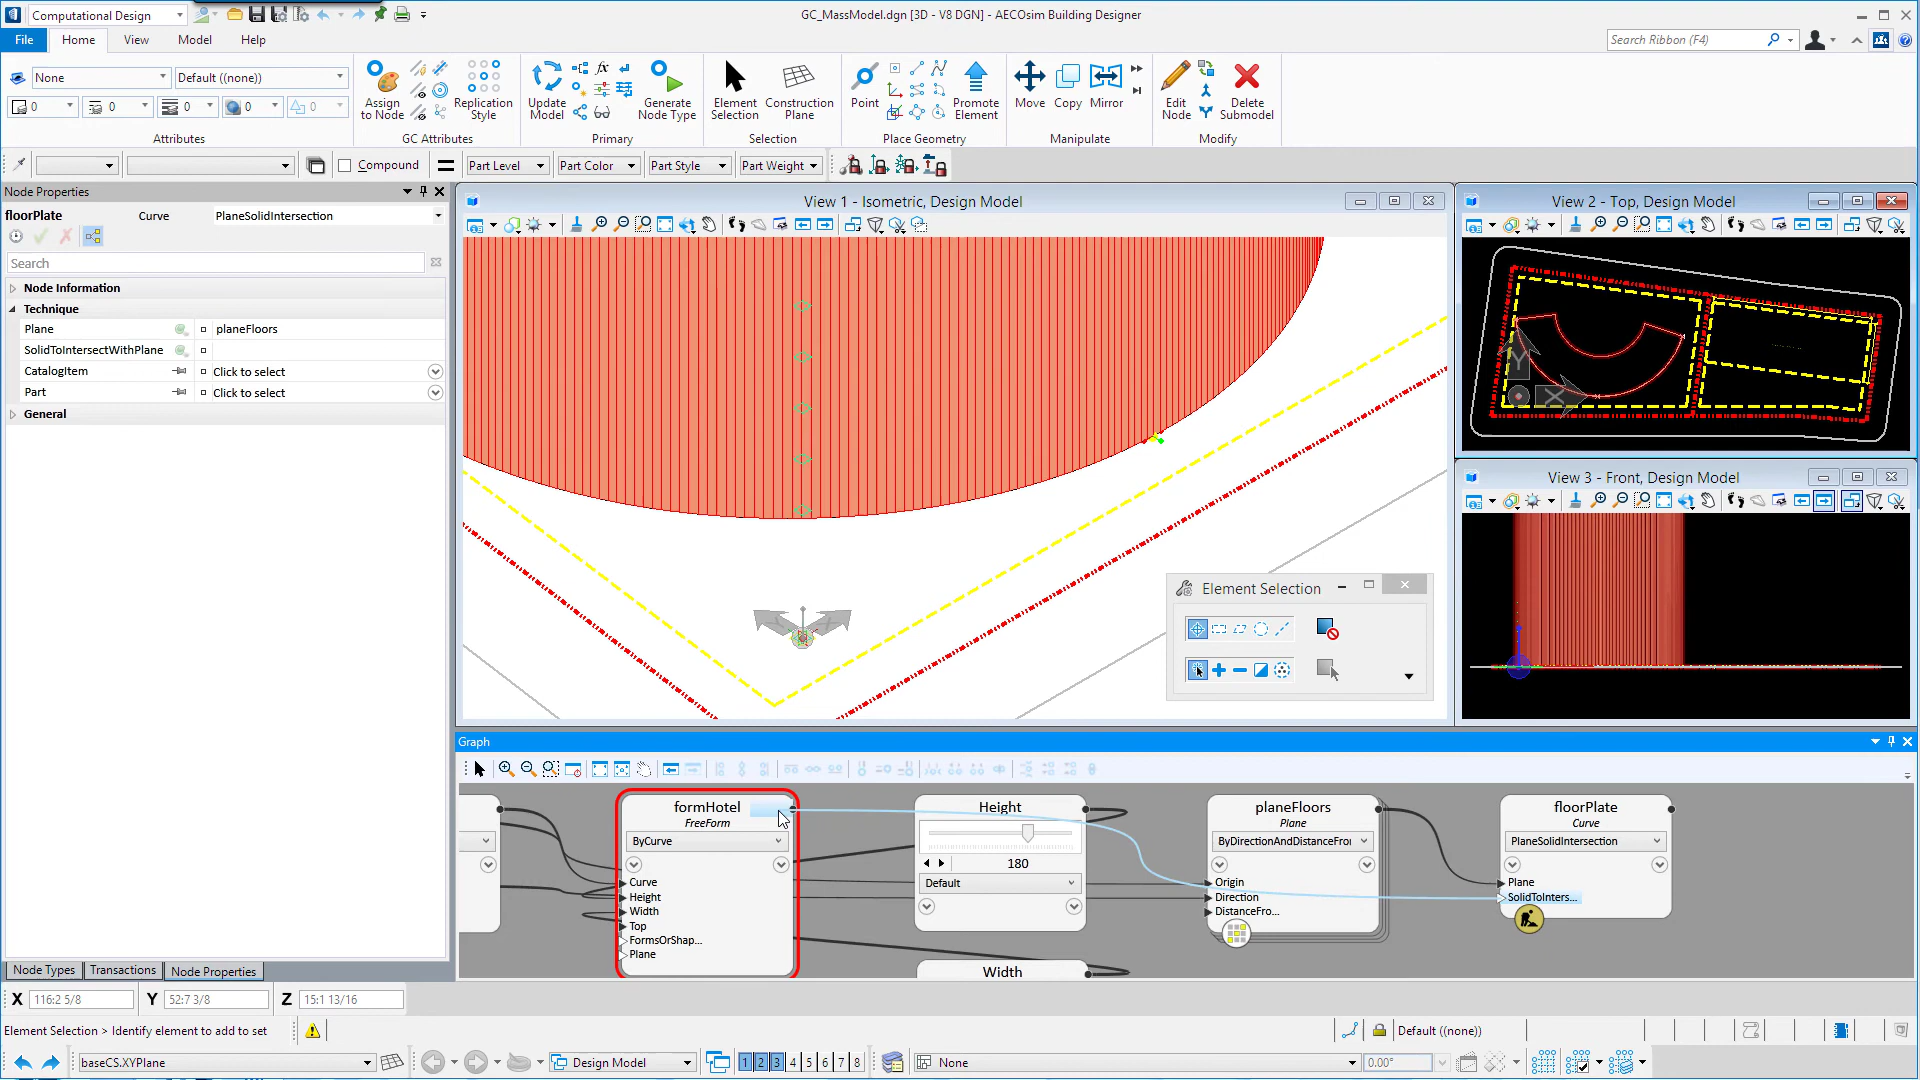 Computational Design
GC_MassModel.dgn [3D - V8 DGN] - AECOsim Building Designer
File
Home
View
Model
Help
Search Ribbon (F4)
None
Default ((none))
0
0
0
0
0
Attributes
Assign to Node
Replication Style
GC Attributes
Update Model
Generate Node Type
Primary
Element Selection
Construction Plane
Selection
Point
Promote Element
Place Geometry
Move
Copy
Mirror
Manipulate
Edit Node
Delete Submodel
Modify
Compound
Part Level
Part Color
Part Style
Part Weight
Node Properties
floorPlate
Curve
PlaneSolidIntersection
Search
Node Information
Technique
Plane
planeFloors
SolidToIntersectWithPlane
CatalogItem
Click to select
Part
Click to select
General
View 1 - Isometric, Design Model
View 2 - Top, Design Model
Y
X
View 3 - Front, Design Model
Element Selection
Graph
formHotel
FreeForm
ByCurve
Curve
Height
Width
Top
FormsOrShap...
Plane
Height
180
Default
Width
planeFloors
Plane
ByDirectionAndDistanceFror
Origin
Direction
DistanceFro...
floorPlate
Curve
PlaneSolidIntersection
Plane
SolidToInters...
Node Types
Transactions
Node Properties
X
116:2 5/8
Y
52:7 3/8
Z
15:1 13/16
Element Selection > Identify element to add to set
Default ((none))
baseCS.XYPlane
Design Model
1 2 3 4 5 6 7 8
None
0.00°